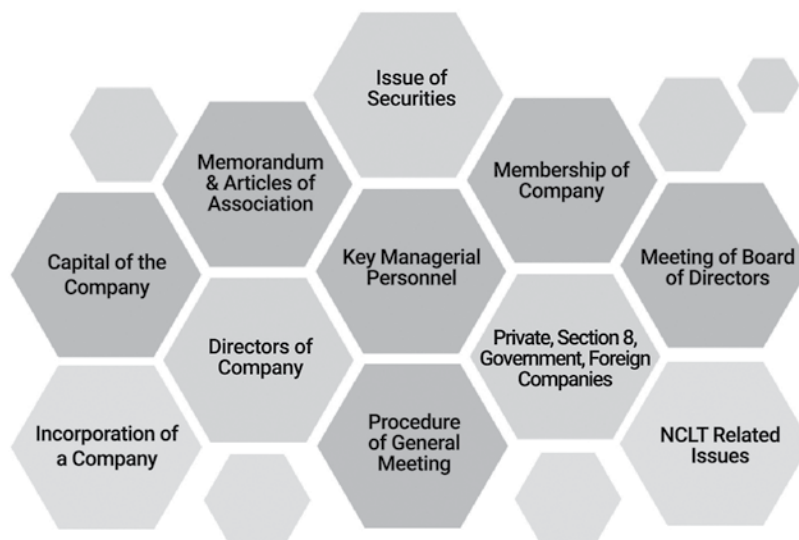 Issue of
Securities
Memorandum
& Articles of
Association
Membership of
Company
Capital of the
Company
Key Managerial
Personnel
Meeting of Board
of Directors
Directors of
Company
Private, Section 8,
Government, Foreign
Companies
Incorporation of
a Company
Procedure
of General
Meeting
NCLT Related
Issues